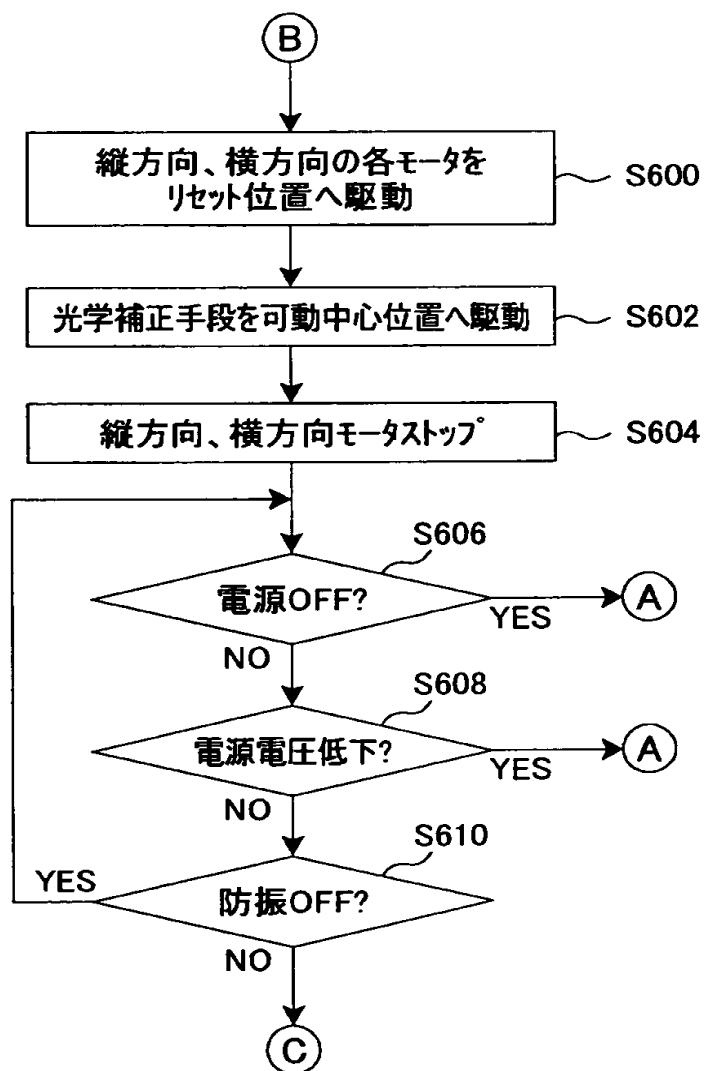 B
縦方向、横方向の各モータを
リセット位置へ駆動
S600
光学補正手段を可動中心位置へ駆動
S602
縦方向、横方向モータストップ
S604
S606
電源OFF?
YES
A
NO
S608
電源電圧低下?
YES
A
NO
S610
YES
防振OFF?
NO
C